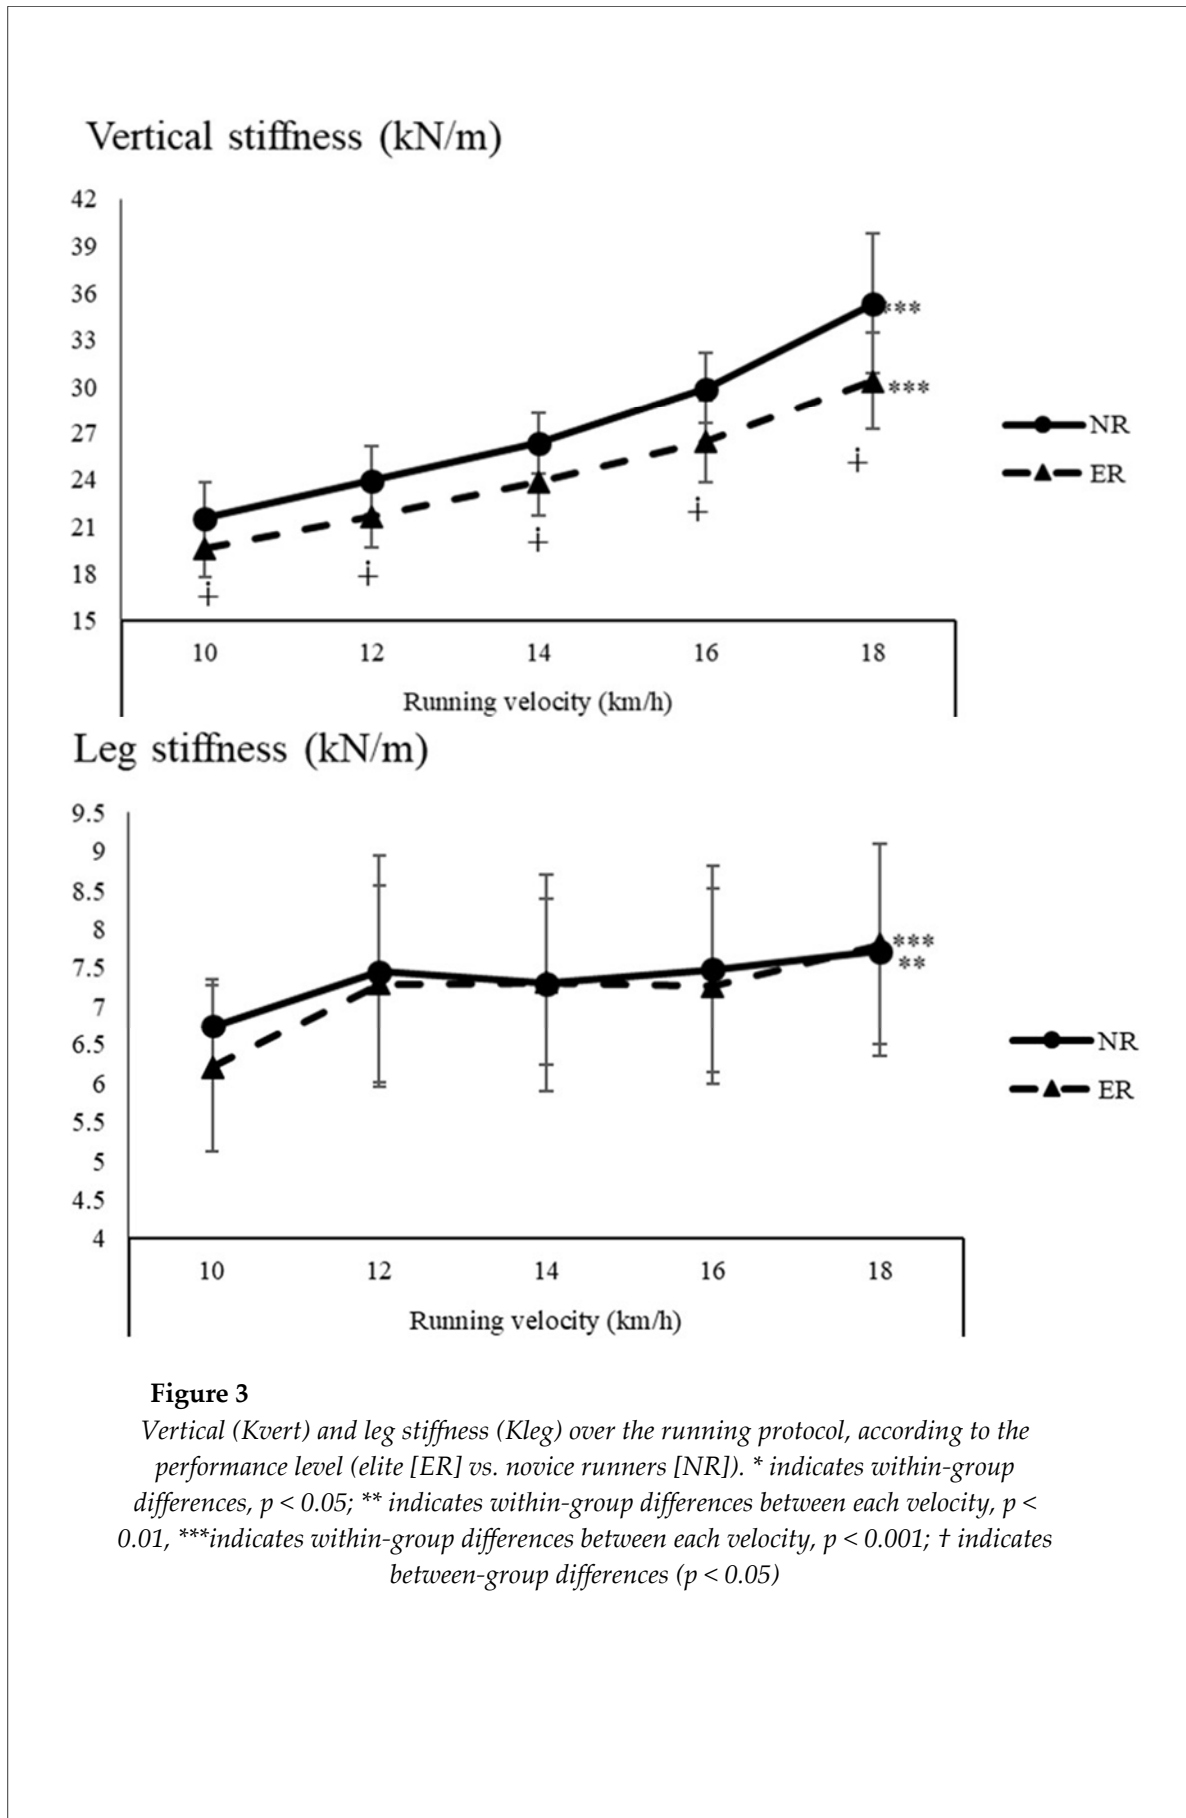 Vertical stiffness (kN/m)
42
39
36
33
30
27
24
21
18
15
***
***
†
†
†
†
†
NR
ER
10 12 14 16 18
Running velocity (km/h)
Leg stiffness (kN/m)
9.5
9
8.5
8
7.5
7
6.5
6
5.5
5
4.5
4
***
**
NR
ER
10 12 14 16 18
Running velocity (km/h)
Figure 3
Vertical (Kvert) and leg stiffness (Kleg) over the running protocol, according to the
performance level (elite [ER] vs. novice runners [NR]). * indicates within-group
differences, p < 0.05; ** indicates within-group differences between each velocity, p <
0.01, ***indicates within-group differences between each velocity, p < 0.001; † indicates
between-group differences (p < 0.05)